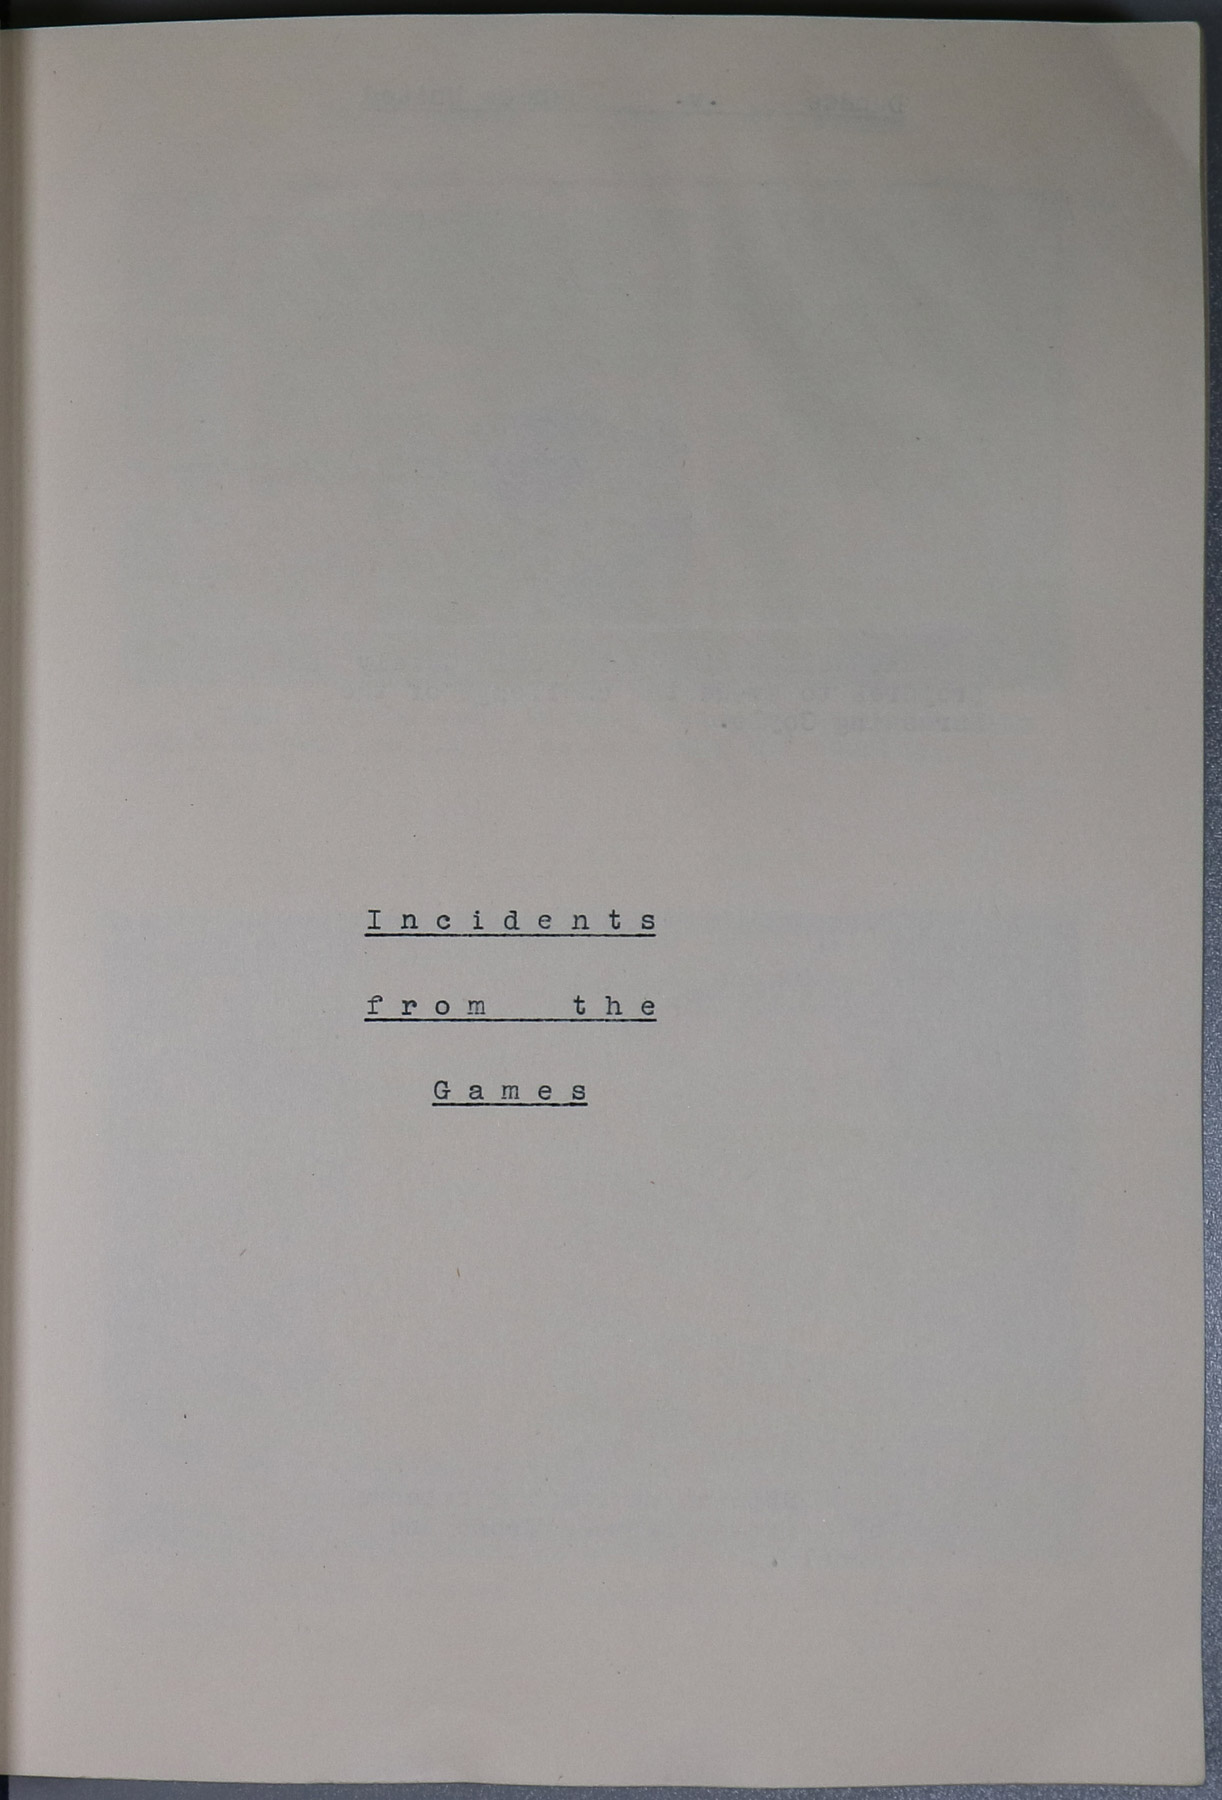 Incidents
from the
Games